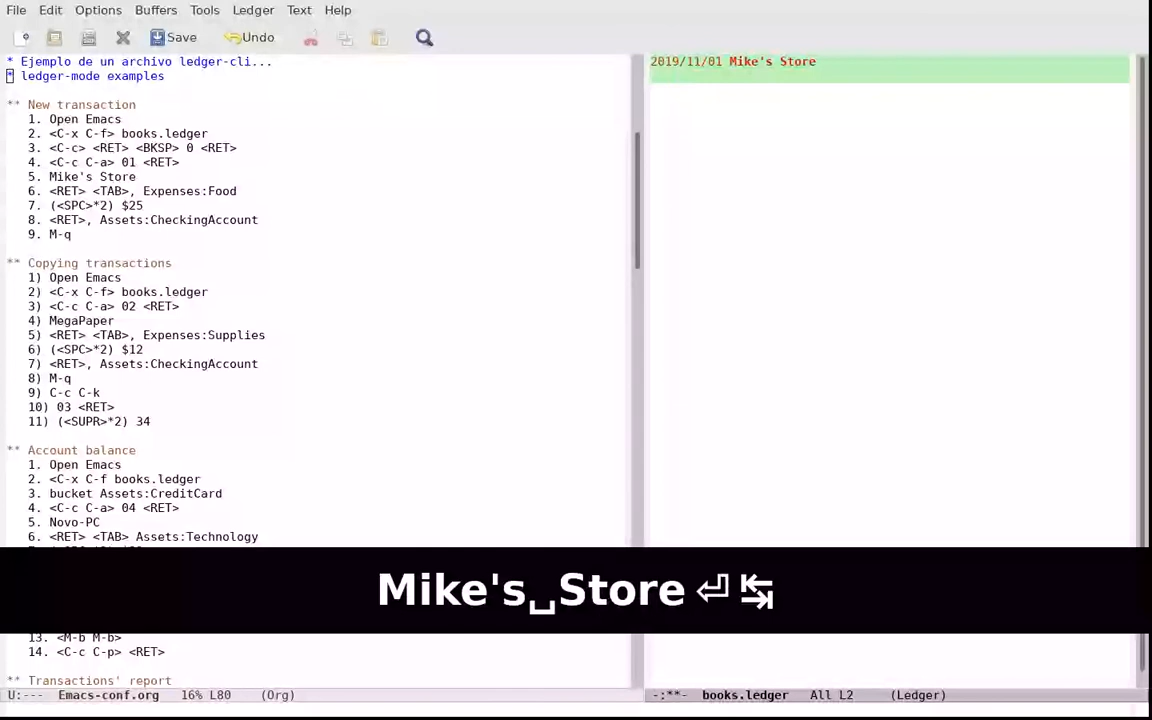 File Edit Options Buffers Tools Ledger Text Help
Save Undo
* Ejemplo de un archivo ledger-cli...
* ledger-mode examples
** New transaction
1. Open Emacs
2. <C-x C-f> books.ledger
3. <C-c> <RET> <BKSP> 0 <RET>
4. <C-c C-a> 01 <RET>
5. Mike's Store
6. <RET> <TAB>, Expenses:Food
7. (<SPC>*2) $25
8. <RET>, Assets:CheckingAccount
9. M-q
** Copying transactions
1) Open Emacs
2) <C-x C-f> books.ledger
3) <C-c C-a> 02 <RET>
4) MegaPaper
5) <RET> <TAB>, Expenses:Supplies
6) (<SPC>*2) $12
7) <RET>, Assets:CheckingAccount
8) M-q
9) C-c C-k
10) 03 <RET>
11) (<SUPR>*2) 34
** Account balance
1. Open Emacs
2. <C-x C-f books.ledger
3. bucket Assets:CreditCard
4. <C-c C-a> 04 <RET>
5. Novo-PC
6. <RET> <TAB> Assets:Technology
13. <M-b M-b>
14. <C-c C-p> <RET>
** Transactions' report
U:--- Emacs-conf.org 16% L80 (Org)
2019/11/01 Mike's Store
-:**- books.ledger All L2 (Ledger)
Mike's␣Store⏎↹